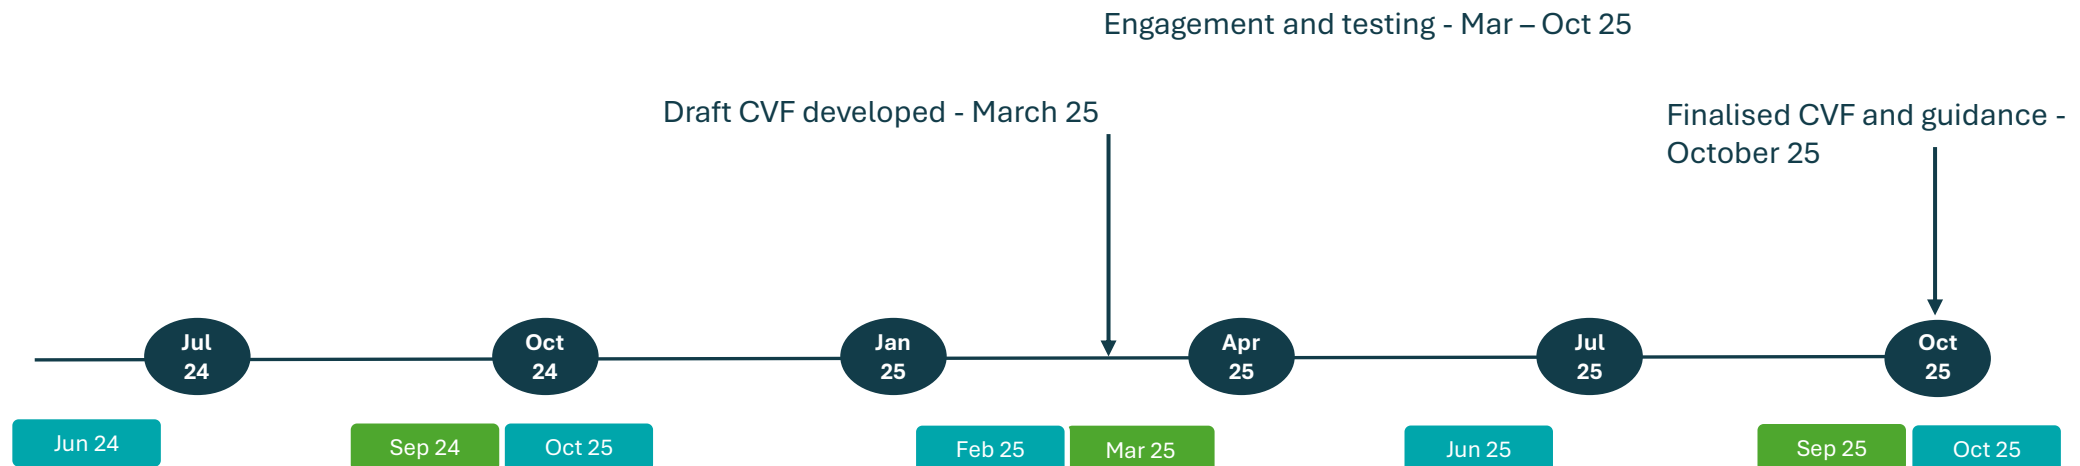 Engagement and testing - Mar – Oct 25
Draft CVF developed - March 25
Finalised CVF and guidance -
October 25
Jul
24
Oct
24
Jan
25
Apr
25
Jul
25
Oct
25
Jun 24
Sep 24
Oct 25
Feb 25
Mar 25
Jun 25
Sep 25
Oct 25